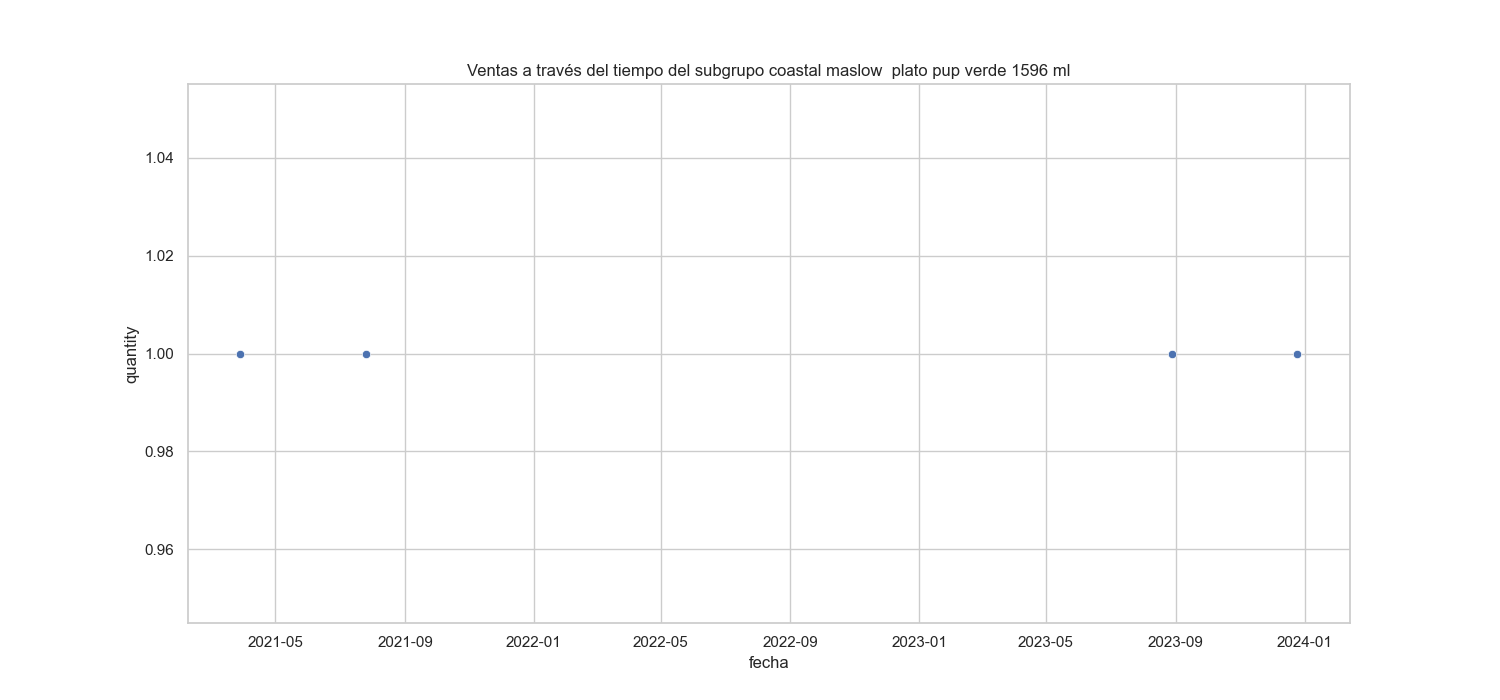 Ventas a través del tiempo del subgrupo coastal maslow  plato pup verde 1596 ml
1.04
1.02
1.00
0.98
0.96
quantity
2021-05 2021-09 2022-01 2022-05 2022-09 2023-01 2023-05 2023-09 2024-01
fecha